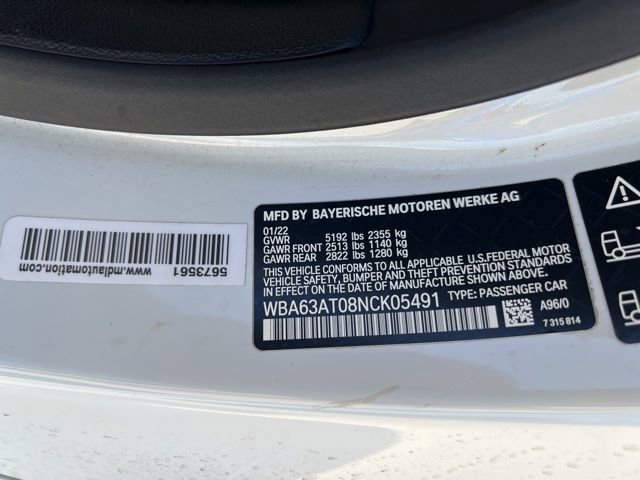 MFD BY BAYERISCHE MOTOREN WERKE AG
01/22
GVWR 5192 lbs 2355 kg
GAWR FRONT 2513 lbs 1140 kg
GAWR REAR 2822 lbs 1280 kg
THIS VEHICLE CONFORMS TO ALL APPLICABLE U.S.FEDERAL MOTOR
VEHICLE SAFETY, BUMPER, AND THEFT PREVENTION STANDARDS
IN EFFECT ON THE DATE OF MANUFACTURE SHOWN ABOVE.
WBA63AT08NCK05491 TYPE: PASSENGER CAR
A96/0
7 315 814
5673561
www.mdlautomation.com